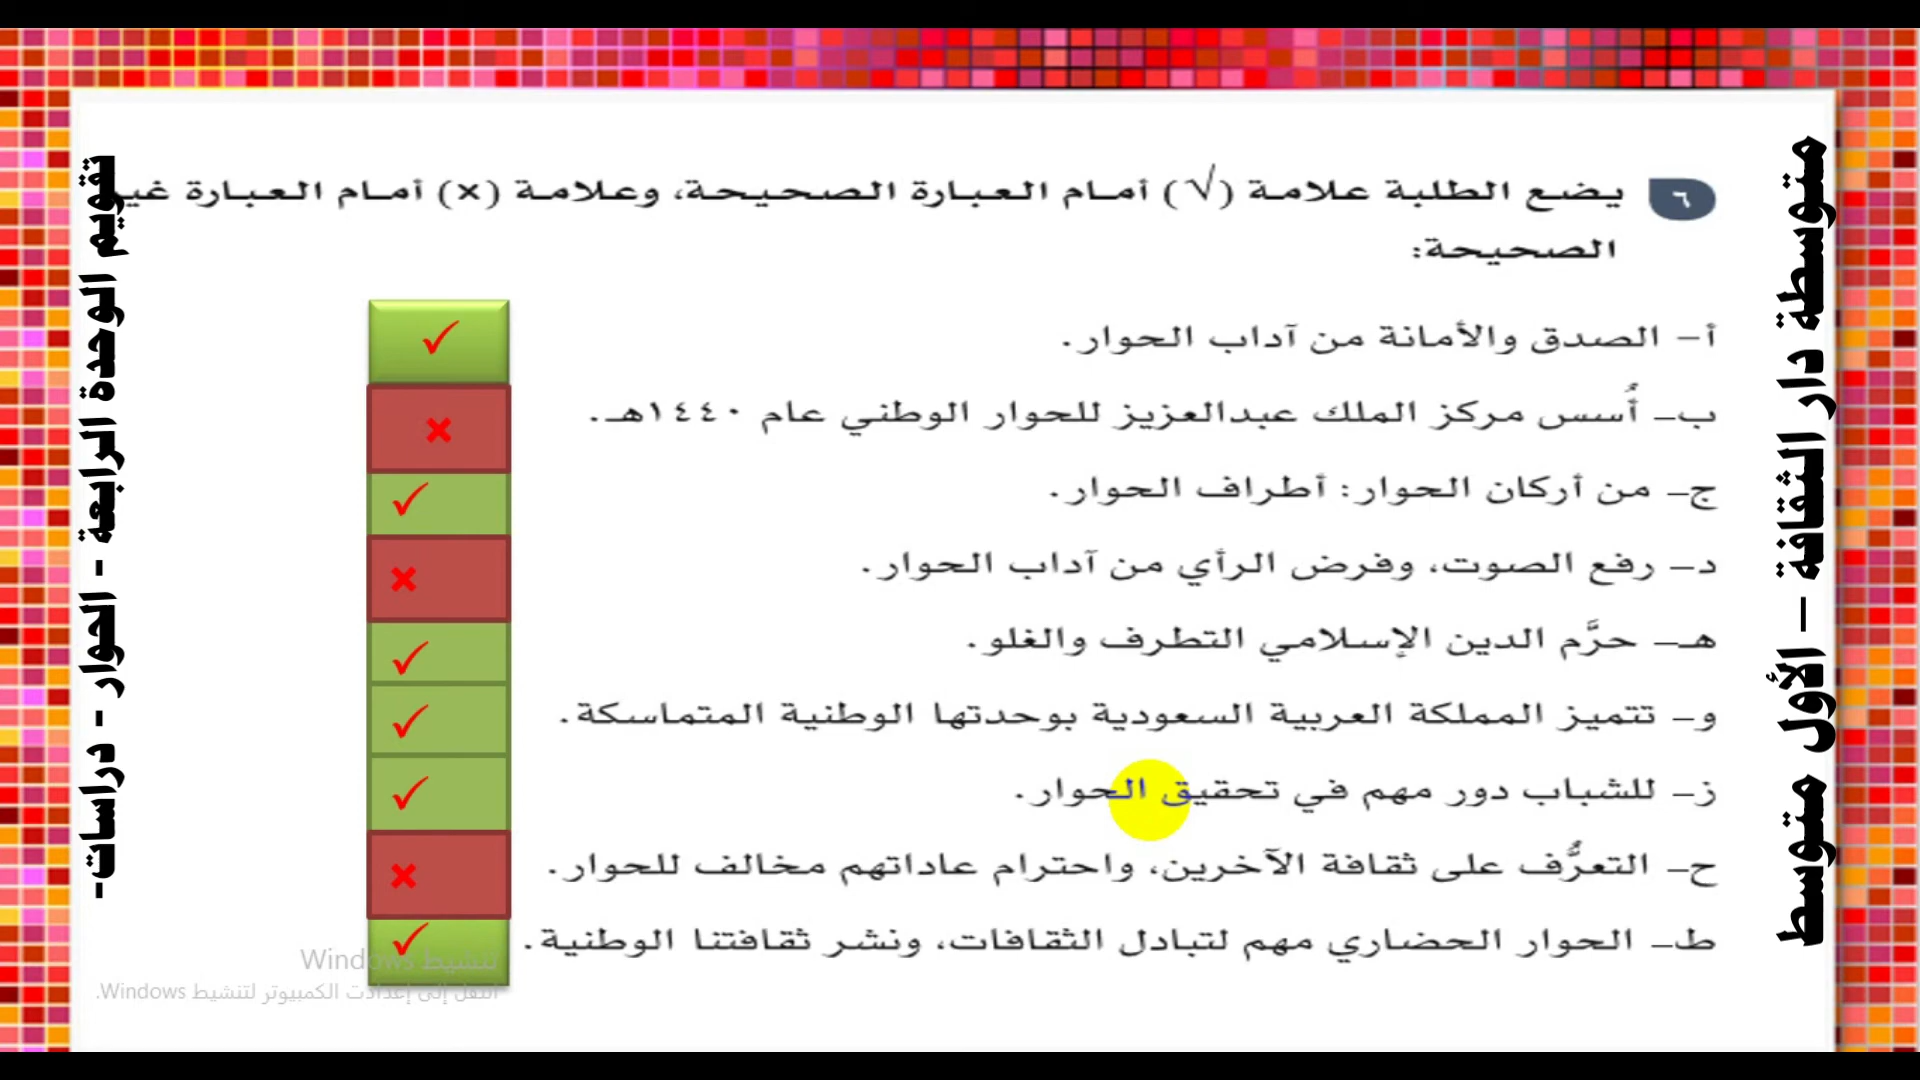 متوسطة دار الثقافة – الأول متوسط
٦
يضع الطلبة علامة (√) أمام العبارة الصحيحة، وعلامة (×) أمام العبارة غير
الصحيحة:
أ– الصدق والأمانة من آداب الحوار. ✓
ب– أُسس مركز الملك عبدالعزيز للحوار الوطني عام ١٤٤٠هـ. ×
ج– من أركان الحوار: أطراف الحوار. ✓
د– رفع الصوت، وفرض الرأي من آداب الحوار. ×
هـ– حرَّم الدين الإسلامي التطرف والغلو. ✓
و– تتميز المملكة العربية السعودية بوحدتها الوطنية المتماسكة. ✓
ز– للشباب دور مهم في تحقيق الحوار. ✓
ح– التعرُّف على ثقافة الآخرين، واحترام عاداتهم مخالف للحوار. ×
ط– الحوار الحضاري مهم لتبادل الثقافات، ونشر ثقافتنا الوطنية. ✓
تنشيط Windows
انتقل إلى إعدادت الكمبيوتر لتنشيط Windows.
تقويم الوحدة الرابعة - الحوار - دراسات-